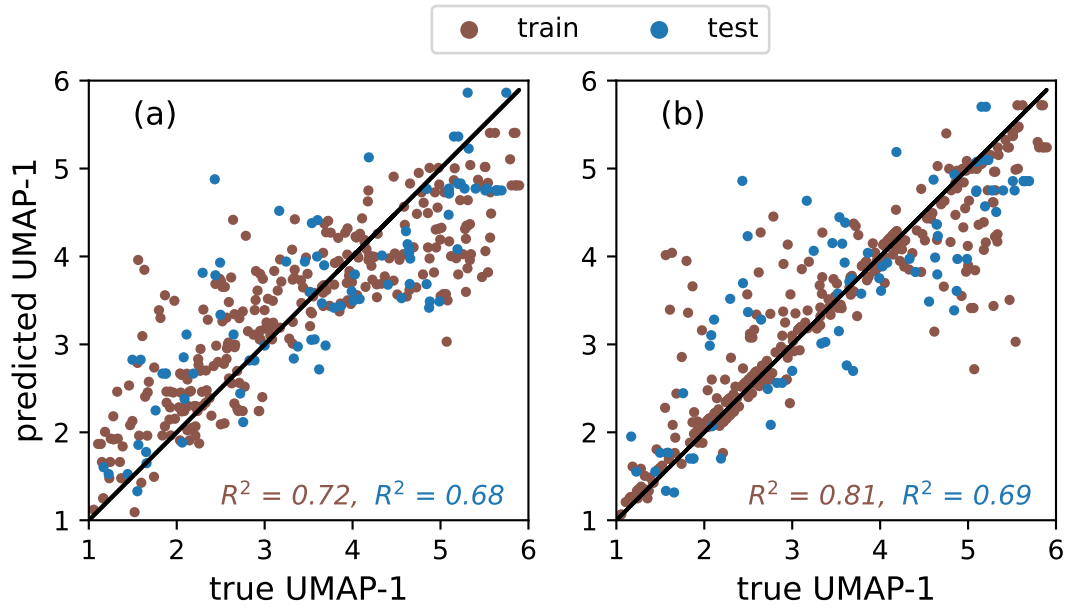 train test
(a)
6
5
4
3
2
1
predicted UMAP-1
R² = 0.72, R² = 0.68
1 2 3 4 5 6
true UMAP-1
(b)
6
5
4
3
2
1
R² = 0.81, R² = 0.69
1 2 3 4 5 6
true UMAP-1